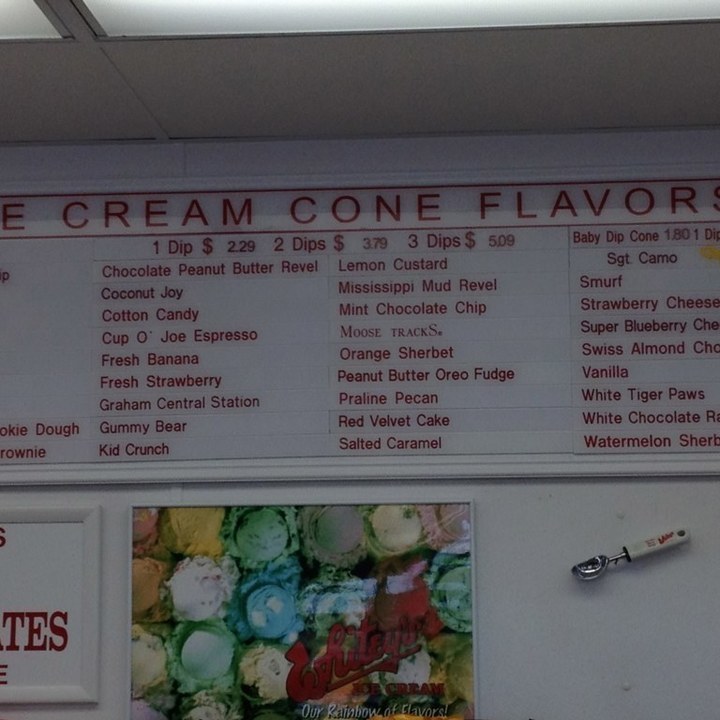 E CREAM CONE FLAVORS
1 Dip $ 2.29 2 Dips $ 3.79 3 Dips $ 5.09
Baby Dip Cone 1.80 1 Dip
ip
okie Dough
rownie
Chocolate Peanut Butter Revel
Coconut Joy
Cotton Candy
Cup O' Joe Espresso
Fresh Banana
Fresh Strawberry
Graham Central Station
Gummy Bear
Kid Crunch
Lemon Custard
Mississippi Mud Revel
Mint Chocolate Chip
MOOSE TRACKS®
Orange Sherbet
Peanut Butter Oreo Fudge
Praline Pecan
Red Velvet Cake
Salted Caramel
Sgt. Camo
Smurf
Strawberry Cheese
Super Blueberry Che
Swiss Almond Cho
Vanilla
White Tiger Paws
White Chocolate Ra
Watermelon Sherb
S
ATES
E
Whitey's
ICE CREAM
Our Rainbow of Flavors!